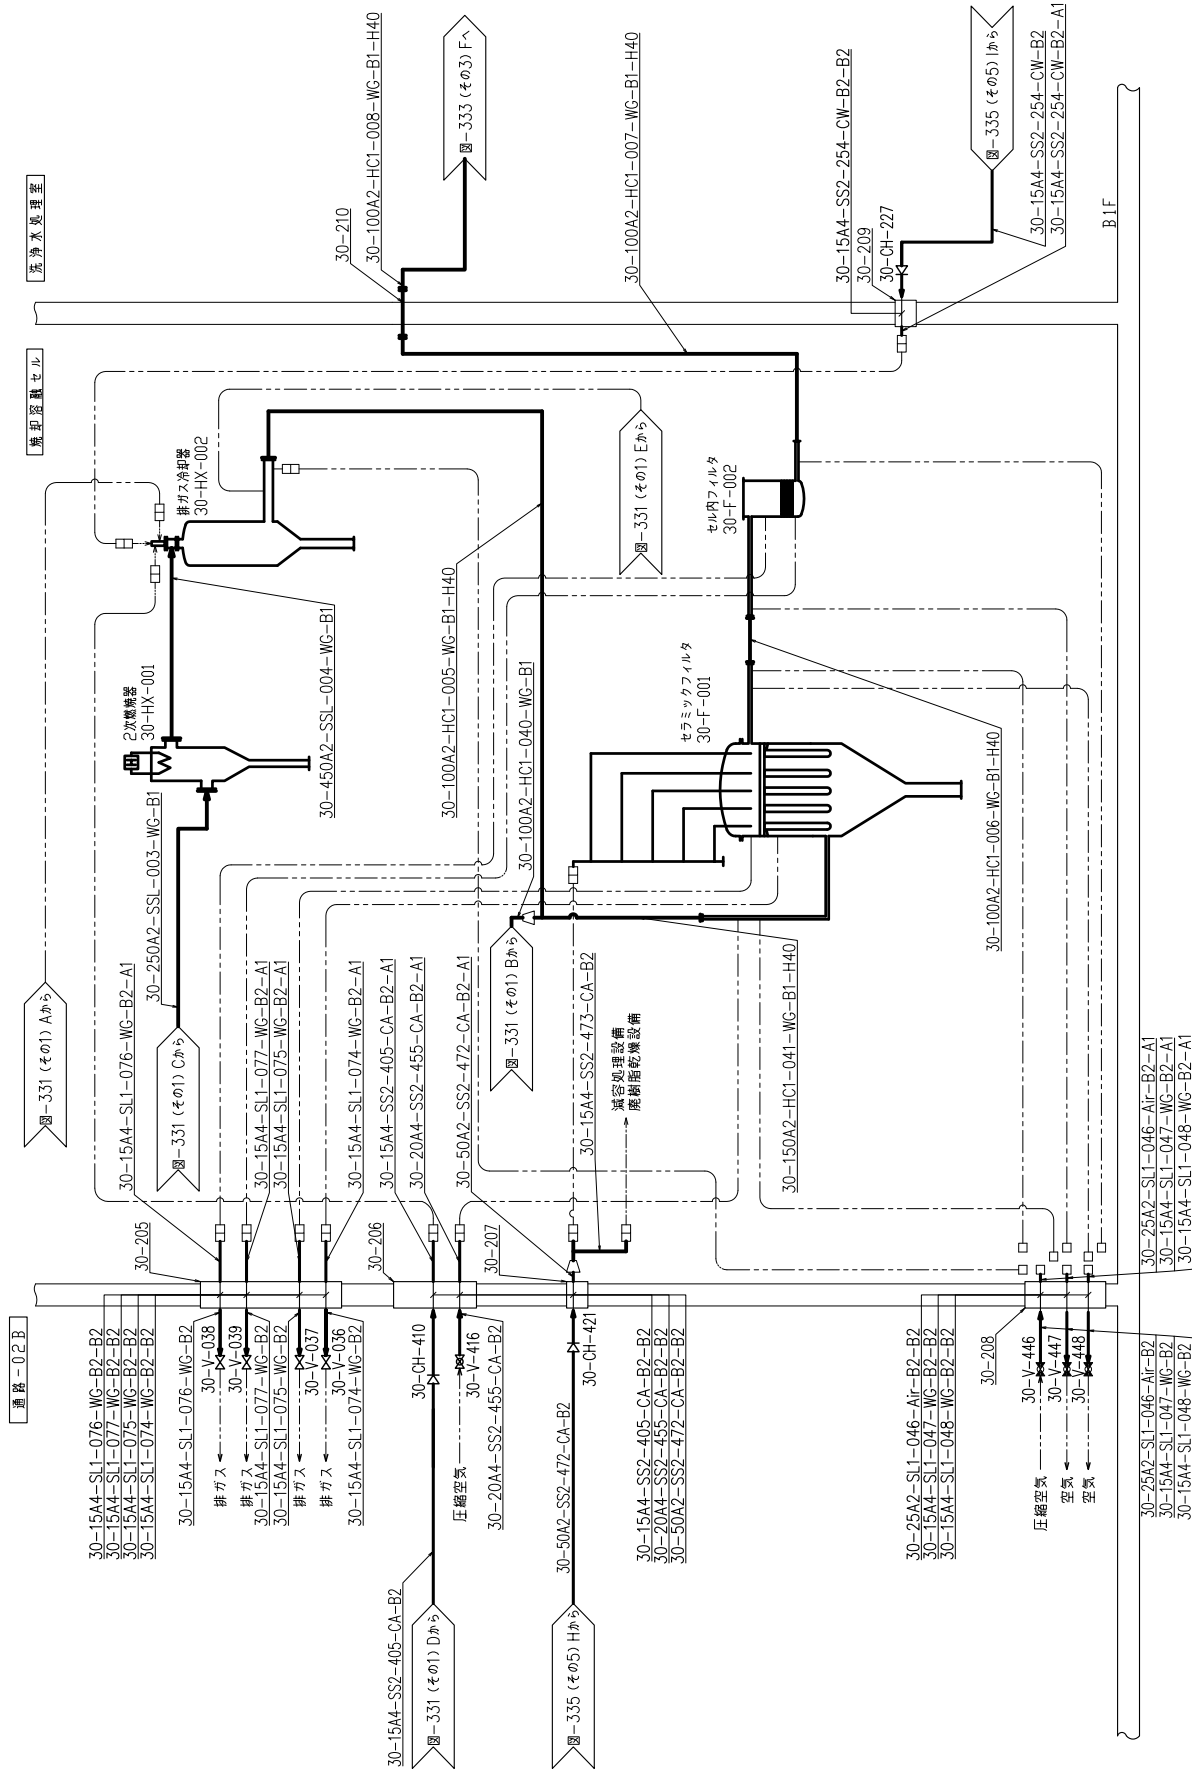 洗浄水処理室
焼却溶融セル
通路-02B
B1F
30-210
30-100A2-HC1-008-WG-B1-H40
図-333(その3)Fへ
30-100A2-HC1-007-WG-B1-H40
30-15A4-SS2-254-CW-B2-B2
30-209
30-CH-227
図-335(その5)Iから
30-15A4-SS2-254-CW-B2
30-15A4-SS2-254-CW-B2-A1
排ガス冷却器
30-HX-002
2次燃焼器
30-HX-001
30-450A2-SSL-004-WG-B1
30-250A2-SSL-003-WG-B1
30-100A2-HC1-005-WG-B1-H40
図-331(その1)Eから
セル内フィルタ
30-F-002
セラミックフィルタ
30-F-001
30-100A2-HC1-040-WG-B1
30-100A2-HC1-006-WG-B1-H40
図-331(その1)Aから
図-331(その1)Cから
図-331(その1)Bから
30-15A4-SL1-076-WG-B2-A1
30-15A4-SL1-077-WG-B2-A1
30-15A4-SL1-075-WG-B2-A1
30-15A4-SL1-074-WG-B2-A1
30-15A4-SS2-405-CA-B2-A1
30-20A4-SS2-455-CA-B2-A1
30-50A2-SS2-472-CA-B2-A1
30-15A4-SS2-473-CA-B2
減容処理設備
廃樹脂乾燥設備
30-150A2-HC1-041-WG-B1-H40
30-205
30-206
30-207
30-208
30-15A4-SL1-076-WG-B2-B2
30-15A4-SL1-077-WG-B2-B2
30-15A4-SL1-075-WG-B2-B2
30-15A4-SL1-074-WG-B2-B2
30-15A4-SL1-076-WG-B2
30-V-038
30-V-039
30-15A4-SL1-077-WG-B2
30-15A4-SL1-075-WG-B2
30-V-037
30-V-036
30-15A4-SL1-074-WG-B2
排ガス
排ガス
排ガス
排ガス
30-CH-410
30-V-416
圧縮空気
30-20A4-SS2-455-CA-B2
30-15A4-SS2-405-CA-B2
図-331(その1)Dから
30-CH-421
30-50A2-SS2-472-CA-B2
図-335(その5)Hから
30-15A4-SS2-405-CA-B2-B2
30-20A4-SS2-455-CA-B2-B2
30-50A2-SS2-472-CA-B2-B2
30-25A2-SL1-046-Air-B2-B2
30-15A4-SL1-047-WG-B2-B2
30-15A4-SL1-048-WG-B2-B2
30-V-446
30-V-447
30-V-448
圧縮空気
空気
空気
30-25A2-SL1-046-Air-B2-A1
30-15A4-SL1-047-WG-B2-A1
30-15A4-SL1-048-WG-B2-A1
30-25A2-SL1-046-Air-B2
30-15A4-SL1-047-WG-B2
30-15A4-SL1-048-WG-B2